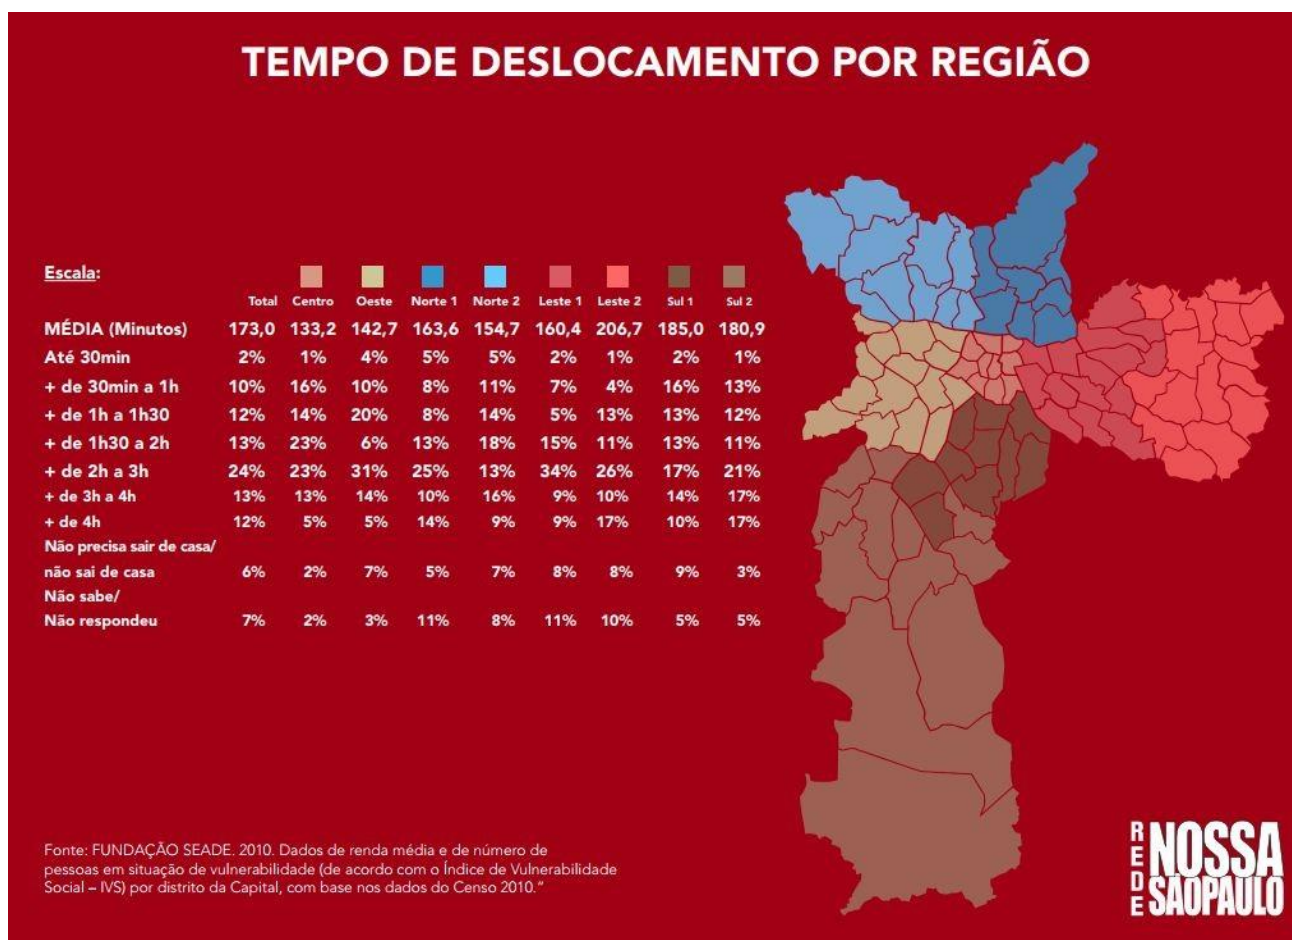 TEMPO DE DESLOCAMENTO POR REGIÃO
Escala:
Total Centro Oeste Norte 1 Norte 2 Leste 1 Leste 2 Sul 1 Sul 2
MÉDIA (Minutos) 173,0 133,2 142,7 163,6 154,7 160,4 206,7 185,0 180,9
Até 30min 2% 1% 4% 5% 5% 2% 1% 2% 1%
+ de 30min a 1h 10% 16% 10% 8% 11% 7% 4% 16% 13%
+ de 1h a 1h30 12% 14% 20% 8% 14% 5% 13% 13% 12%
+ de 1h30 a 2h 13% 23% 6% 13% 18% 15% 11% 13% 11%
+ de 2h a 3h 24% 23% 31% 25% 13% 34% 26% 17% 21%
+ de 3h a 4h 13% 13% 14% 10% 16% 9% 10% 14% 17%
+ de 4h 12% 5% 5% 14% 9% 9% 17% 10% 17%
Não precisa sair de casa/
não sai de casa 6% 2% 7% 5% 7% 8% 8% 9% 3%
Não sabe/
Não respondeu 7% 2% 3% 11% 8% 11% 10% 5% 5%
Fonte: FUNDAÇÃO SEADE. 2010. Dados de renda média e de número de
pessoas em situação de vulnerabilidade (de acordo com o Índice de Vulnerabilidade
Social – IVS) por distrito da Capital, com base nos dados do Censo 2010."
REDE
NOSSA
SÃOPAULO